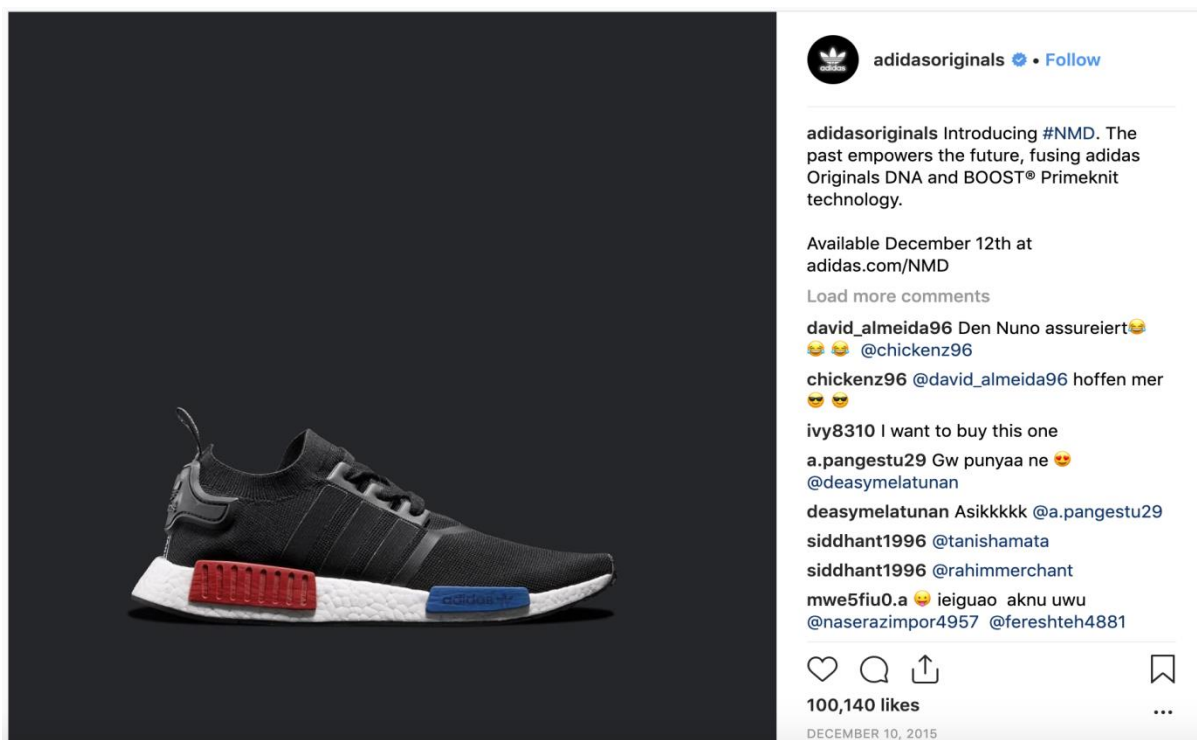 adidas
adidas
adidasoriginals • Follow
adidasoriginals Introducing #NMD. The
past empowers the future, fusing adidas
Originals DNA and BOOST® Primeknit
technology.
Available December 12th at
adidas.com/NMD
Load more comments
david_almeida96 Den Nuno assureiert😂
😂 😂 @chickenz96
chickenz96 @david_almeida96 hoffen mer
😎 😎
ivy8310 I want to buy this one
a.pangestu29 Gw punyaa ne 😍
@deasymelatunan
deasymelatunan Asikkkkk @a.pangestu29
siddhant1996 @tanishamata
siddhant1996 @rahimmerchant
mwe5fiu0.a 😛 ieiguao aknu uwu
@naserazimpor4957 @fereshteh4881
100,140 likes
...
DECEMBER 10, 2015